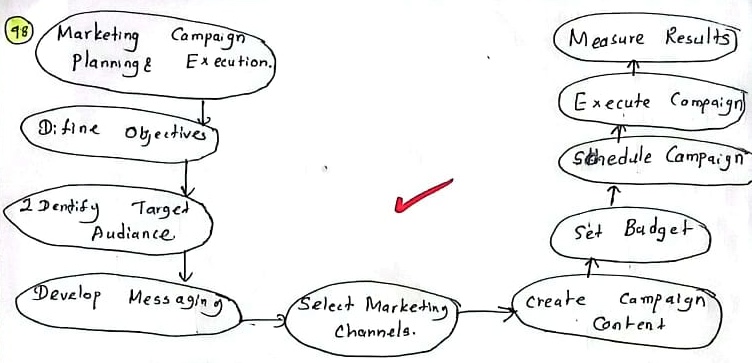 98
Marketing Campaign
Planning & Execution.
Difine Objectives
Identify Target
Audiance.
Develop Messaging
Select Marketing
Channels.
Create Campaign
Content
Set Budget
Schedule Campaign
Execute Campaign
Measure Results